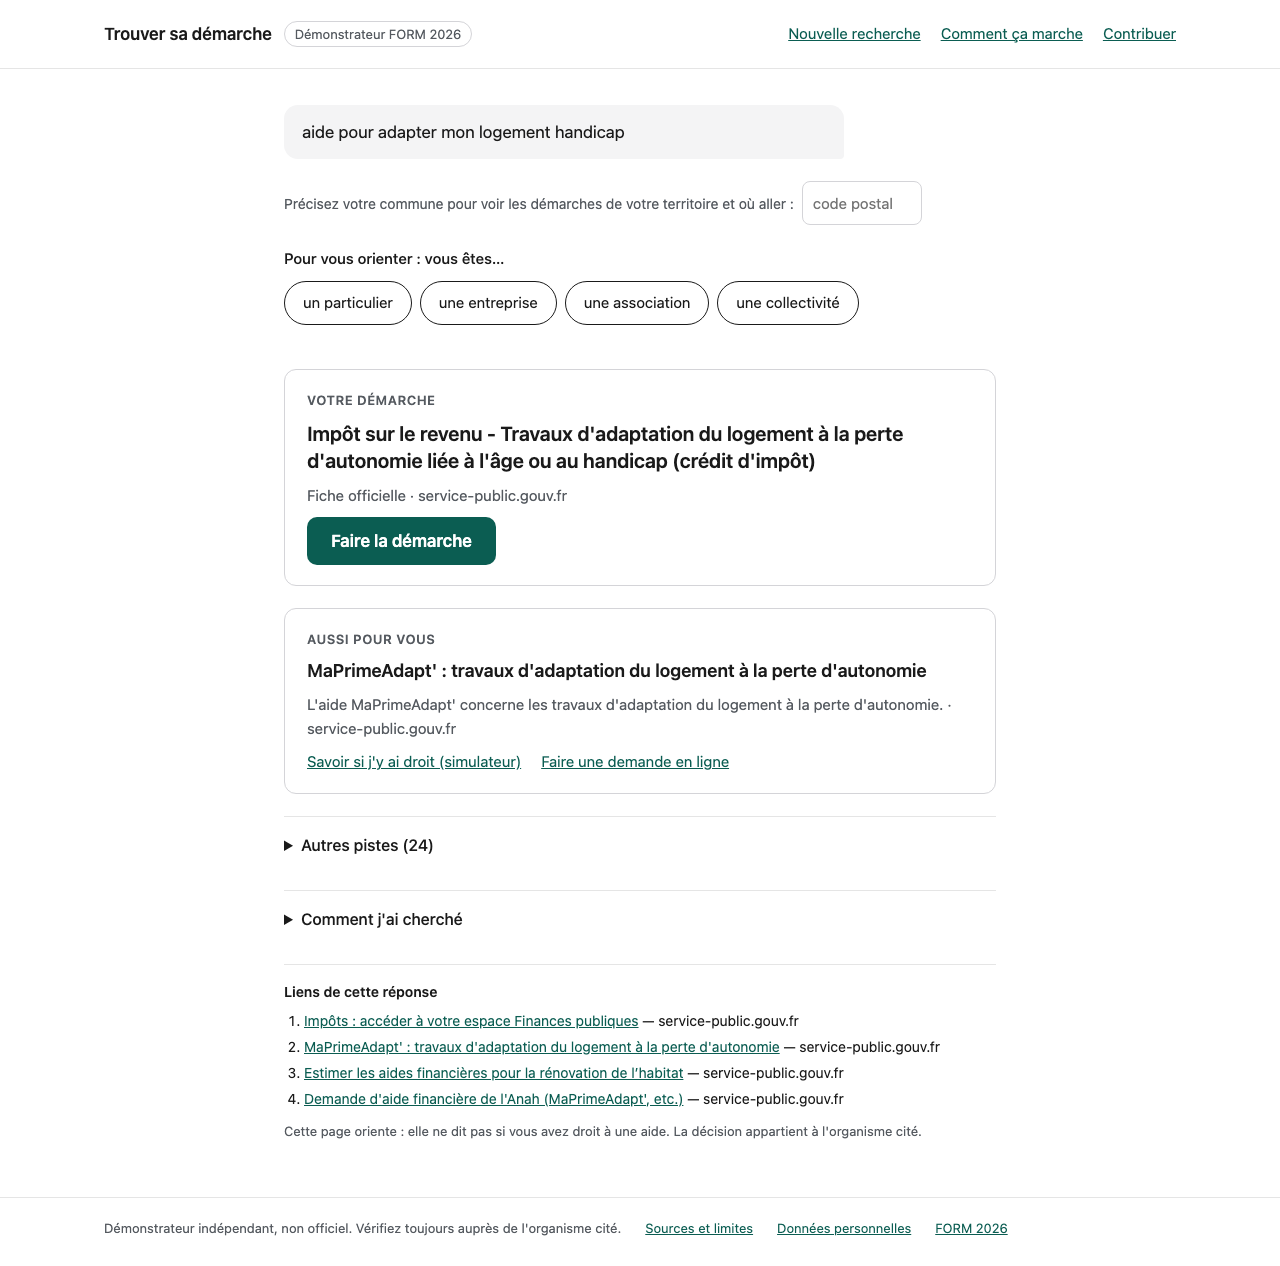 Trouver sa démarche
Démonstrateur FORM 2026
Nouvelle recherche
Comment ça marche
Contribuer
aide pour adapter mon logement handicap
Précisez votre commune pour voir les démarches de votre territoire et où aller :
code postal
Pour vous orienter : vous êtes...
un particulier
une entreprise
une association
une collectivité
VOTRE DÉMARCHE
Impôt sur le revenu - Travaux d'adaptation du logement à la perte
d'autonomie liée à l'âge ou au handicap (crédit d'impôt)
Fiche officielle · service-public.gouv.fr
Faire la démarche
AUSSI POUR VOUS
MaPrimeAdapt' : travaux d'adaptation du logement à la perte d'autonomie
L'aide MaPrimeAdapt' concerne les travaux d'adaptation du logement à la perte d'autonomie. ·
service-public.gouv.fr
Savoir si j'y ai droit (simulateur)
Faire une demande en ligne
Autres pistes (24)
Comment j'ai cherché
Liens de cette réponse
1. Impôts : accéder à votre espace Finances publiques — service-public.gouv.fr
2. MaPrimeAdapt' : travaux d'adaptation du logement à la perte d'autonomie — service-public.gouv.fr
3. Estimer les aides financières pour la rénovation de l’habitat — service-public.gouv.fr
4. Demande d'aide financière de l'Anah (MaPrimeAdapt', etc.) — service-public.gouv.fr
Cette page oriente : elle ne dit pas si vous avez droit à une aide. La décision appartient à l'organisme cité.
Démonstrateur indépendant, non officiel. Vérifiez toujours auprès de l'organisme cité.
Sources et limites
Données personnelles
FORM 2026